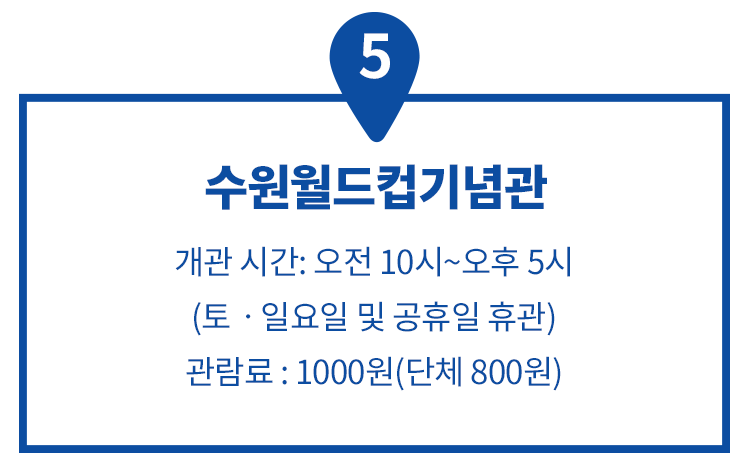 5
수원월드컵기념관
개관 시간: 오전 10시~오후 5시
(토ㆍ일요일 및 공휴일 휴관)
관람료 : 1000원(단체 800원)